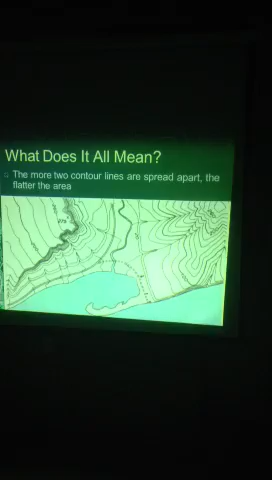 What Does It All Mean?
The more two contour lines are spread apart, the
flatter the area